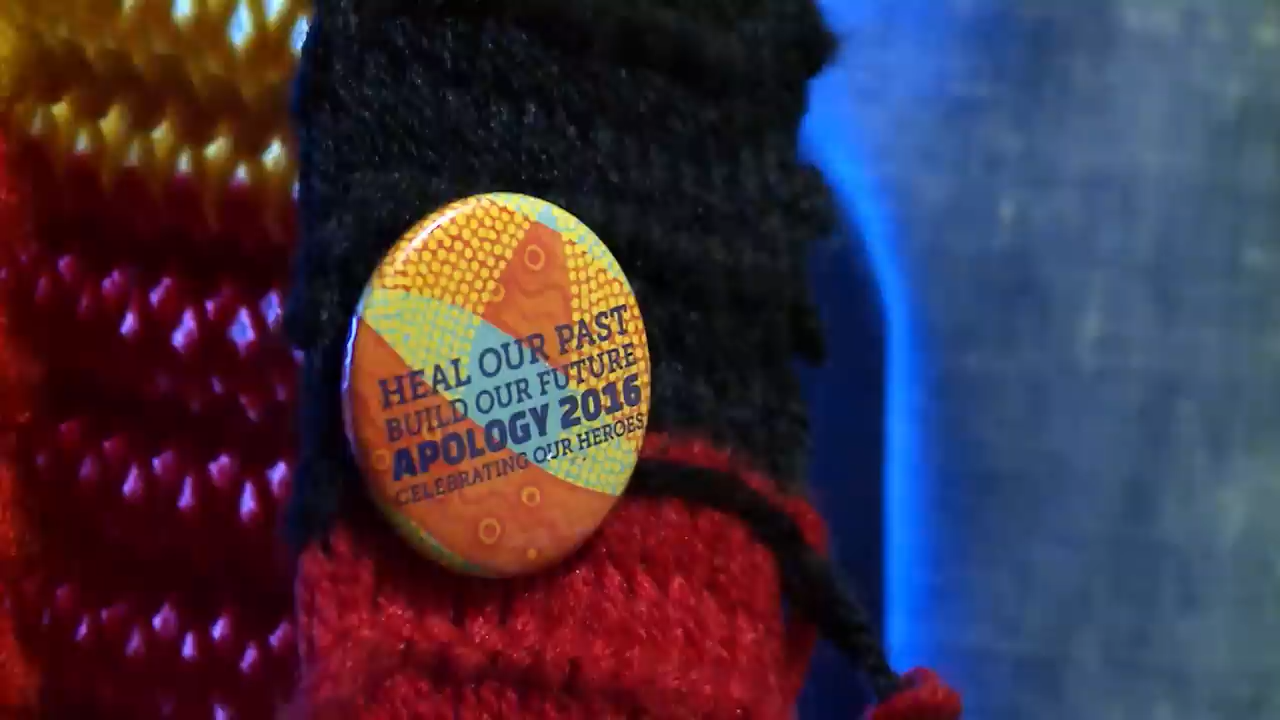 HEAL OUR PAST
BUILD OUR FUTURE
APOLOGY 2016
CELEBRATING OUR HEROES